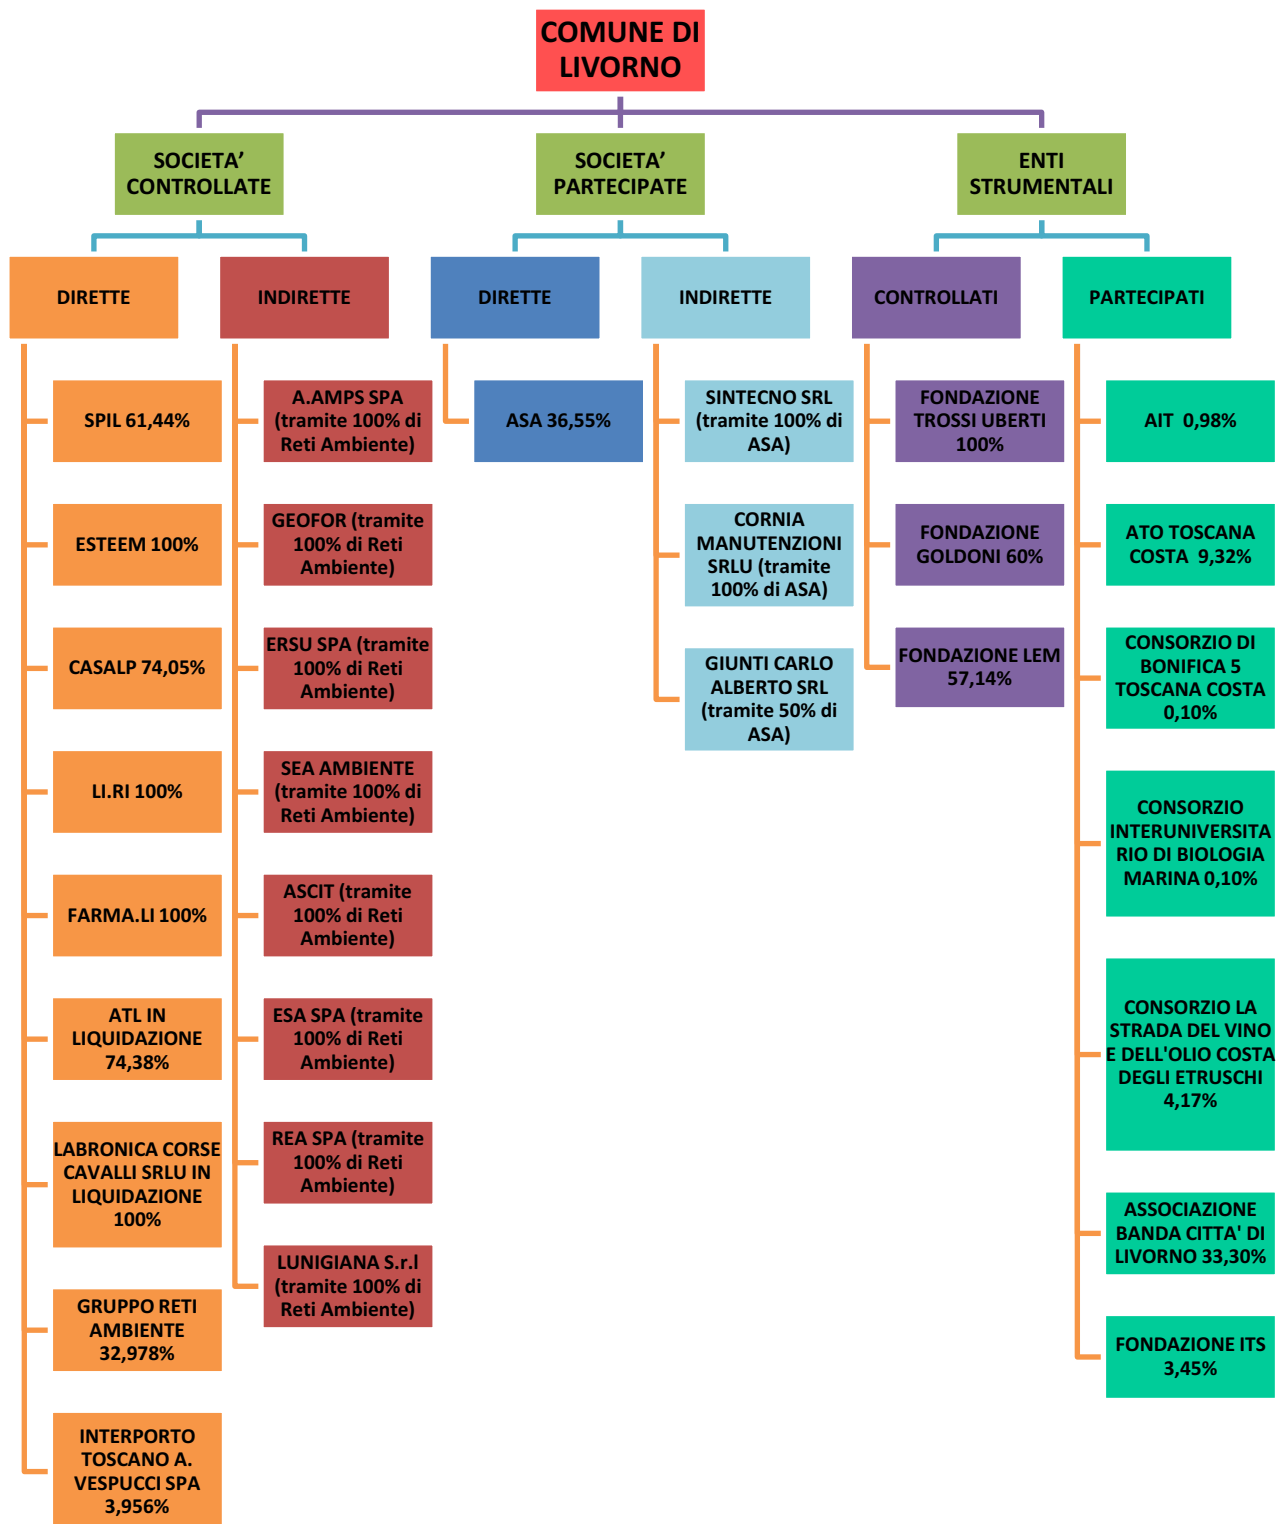 COMUNE DI
LIVORNO
SOCIETA’
CONTROLLATE
SOCIETA’
PARTECIPATE
ENTI
STRUMENTALI
DIRETTE
INDIRETTE
DIRETTE
INDIRETTE
CONTROLLATI
PARTECIPATI
SPIL 61,44%
ESTEEM 100%
CASALP 74,05%
LI.RI 100%
FARMA.LI 100%
ATL IN
LIQUIDAZIONE
74,38%
LABRONICA CORSE
CAVALLI SRLU IN
LIQUIDAZIONE
100%
GRUPPO RETI
AMBIENTE
32,978%
INTERPORTO
TOSCANO A.
VESPUCCI SPA
3,956%
A.AMPS SPA
(tramite 100% di
Reti Ambiente)
GEOFOR (tramite
100% di Reti
Ambiente)
ERSU SPA (tramite
100% di Reti
Ambiente)
SEA AMBIENTE
(tramite 100% di
Reti Ambiente)
ASCIT (tramite
100% di Reti
Ambiente)
ESA SPA (tramite
100% di Reti
Ambiente)
REA SPA (tramite
100% di Reti
Ambiente)
LUNIGIANA S.r.l
(tramite 100% di
Reti Ambiente)
ASA 36,55%
SINTECNO SRL
(tramite 100% di
ASA)
CORNIA
MANUTENZIONI
SRLU (tramite
100% di ASA)
GIUNTI CARLO
ALBERTO SRL
(tramite 50% di
ASA)
FONDAZIONE
TROSSI UBERTI
100%
FONDAZIONE
GOLDONI 60%
FONDAZIONE LEM
57,14%
AIT  0,98%
ATO TOSCANA
COSTA  9,32%
CONSORZIO DI
BONIFICA 5
TOSCANA COSTA
0,10%
CONSORZIO
INTERUNIVERSITA
RIO DI BIOLOGIA
MARINA 0,10%
CONSORZIO LA
STRADA DEL VINO
E DELL'OLIO COSTA
DEGLI ETRUSCHI
4,17%
ASSOCIAZIONE
BANDA CITTA' DI
LIVORNO 33,30%
FONDAZIONE ITS
3,45%